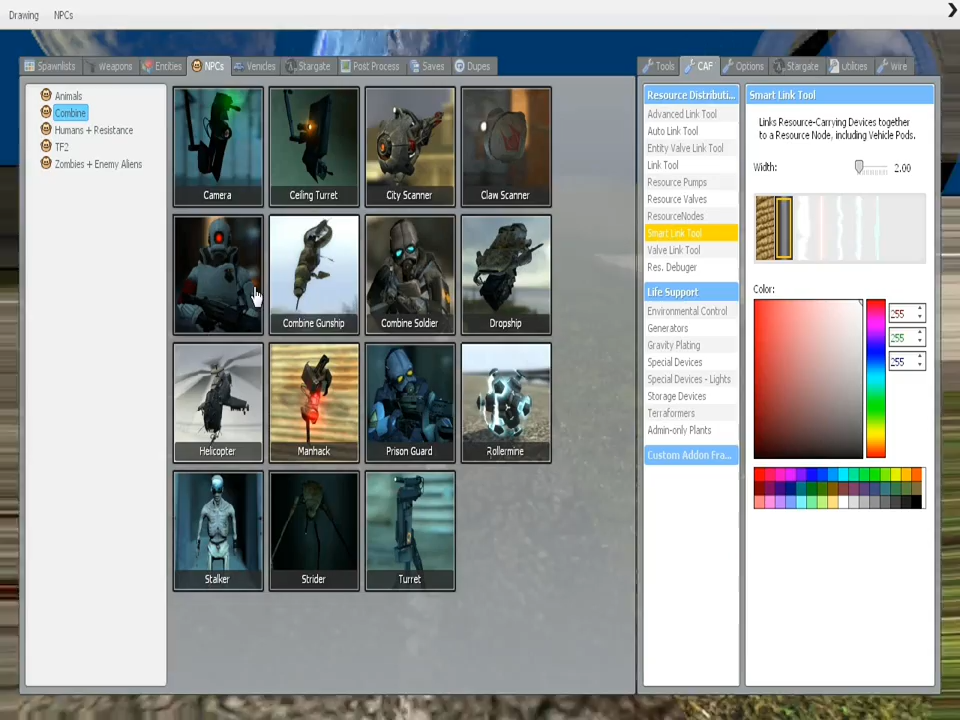 Drawing
NPCs
Spawnlists
Weapons
Entities
NPCs
Vehicles
Stargate
Post Process
Saves
Dupes
Tools
CAF
Options
Stargate
Utilities
Wire
Animals
Combine
Humans + Resistance
TF2
Zombies + Enemy Aliens
Camera
Ceiling Turret
City Scanner
Claw Scanner
Combine Gunship
Combine Soldier
Dropship
Helicopter
Manhack
Prison Guard
Rollermine
Stalker
Strider
Turret
Resource Distributi...
Advanced Link Tool
Auto Link Tool
Entity Valve Link Tool
Link Tool
Resource Pumps
Resource Valves
ResourceNodes
Smart Link Tool
Valve Link Tool
Res. Debuger
Life Support
Environmental Control
Generators
Gravity Plating
Special Devices
Special Devices - Lights
Storage Devices
Terraformers
Admin-only Plants
Custom Addon Fra...
Smart Link Tool
Links Resource-Carrying Devices together
to a Resource Node, including Vehicle Pods.
Width:
2.00
Color:
255
255
255